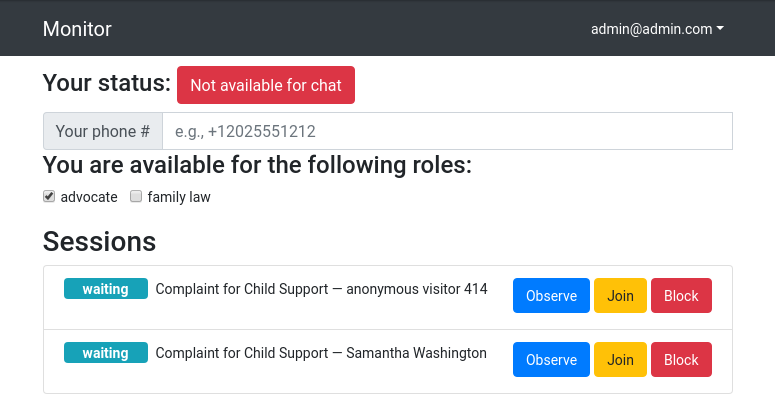 Monitor admin@admin.com
Your status: Not available for chat
Your phone # e.g., +12025551212
You are available for the following roles:
advocate family law
Sessions
waiting Complaint for Child Support — anonymous visitor 414 Observe Join Block
waiting Complaint for Child Support — Samantha Washington Observe Join Block